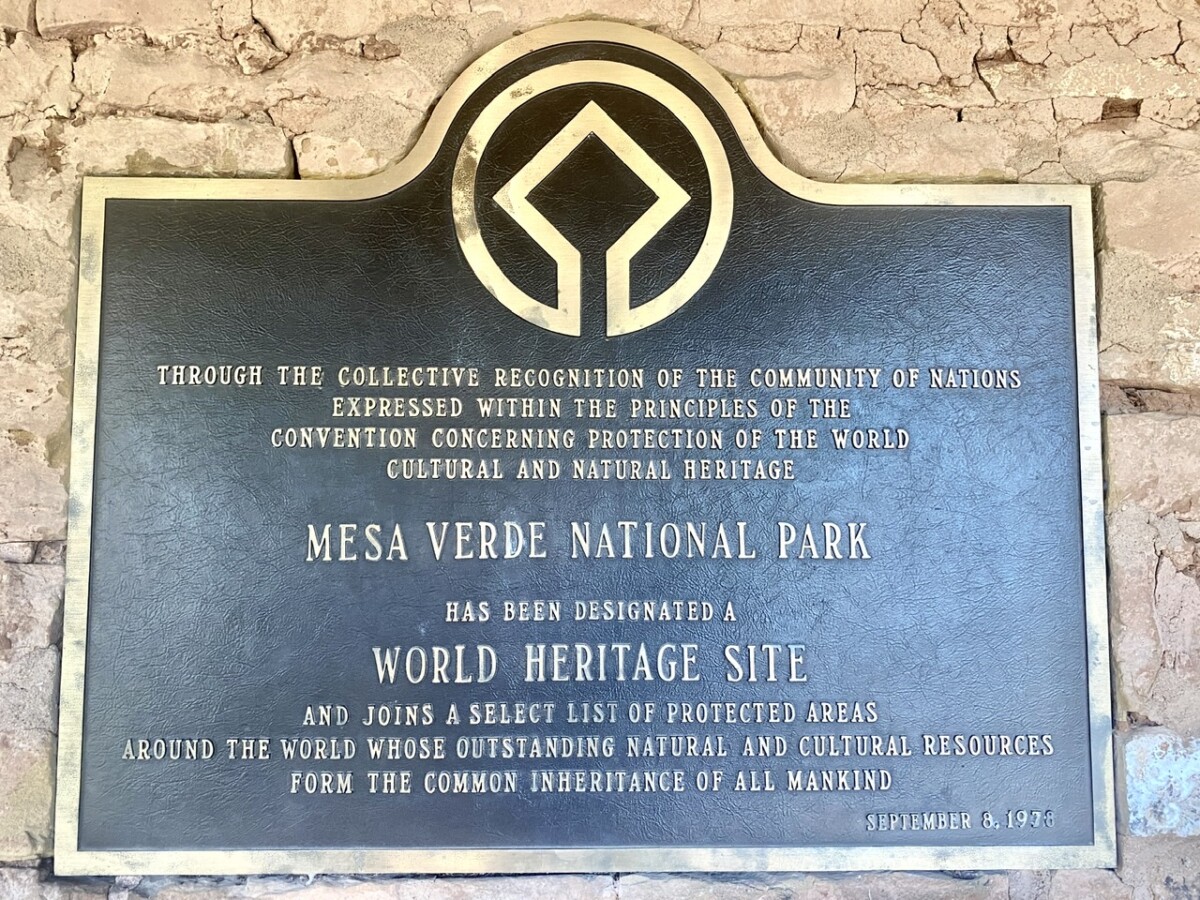 THROUGH THE COLLECTIVE RECOGNITION OF THE COMMUNITY OF NATIONS
EXPRESSED WITHIN THE PRINCIPLES OF THE
CONVENTION CONCERNING PROTECTION OF THE WORLD
CULTURAL AND NATURAL HERITAGE
MESA VERDE NATIONAL PARK
HAS BEEN DESIGNATED A
WORLD HERITAGE SITE
AND JOINS A SELECT LIST OF PROTECTED AREAS
AROUND THE WORLD WHOSE OUTSTANDING NATURAL AND CULTURAL RESOURCES
FORM THE COMMON INHERITANCE OF ALL MANKIND
SEPTEMBER 8, 1978